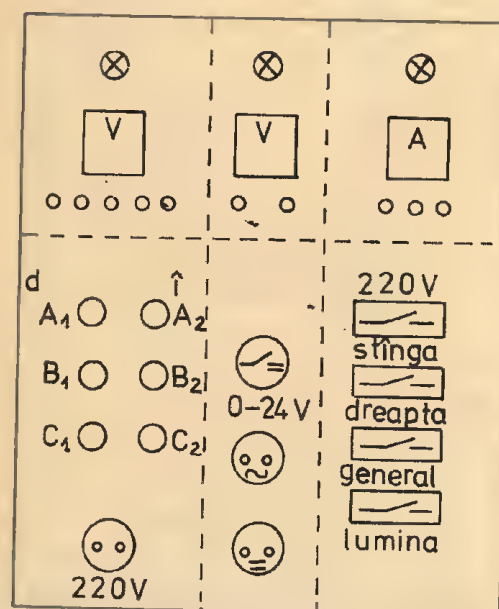 V V A
d î 220V
A₁ A₂
stînga
B₁ B₂
0-24V dreapta
C₁ C₂
general
lumina
220V